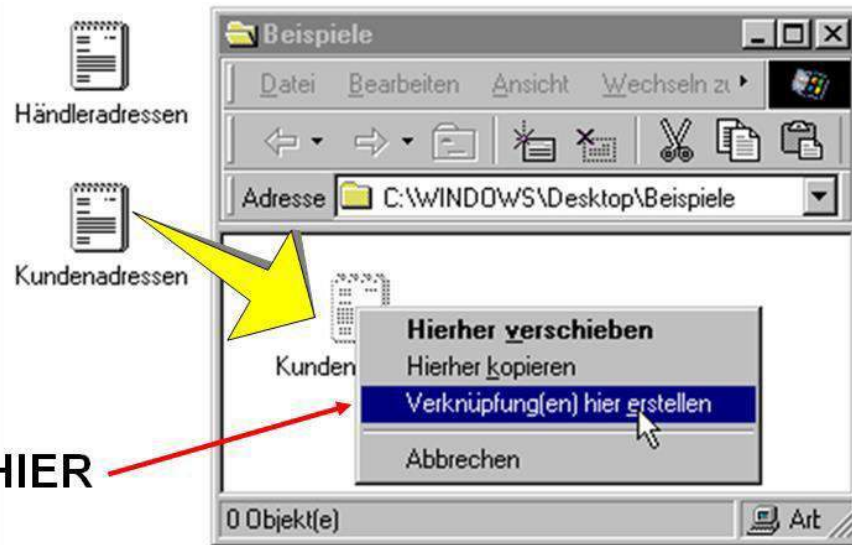 Händleradressen
Kundenadressen
Beispiele
Datei Bearbeiten Ansicht Wechseln zu
Adresse C:\WINDOWS\Desktop\Beispiele
Kunden
Hierher verschieben
Hierher kopieren
Verknüpfung(en) hier erstellen
Abbrechen
HIER
0 Objekt(e) Art